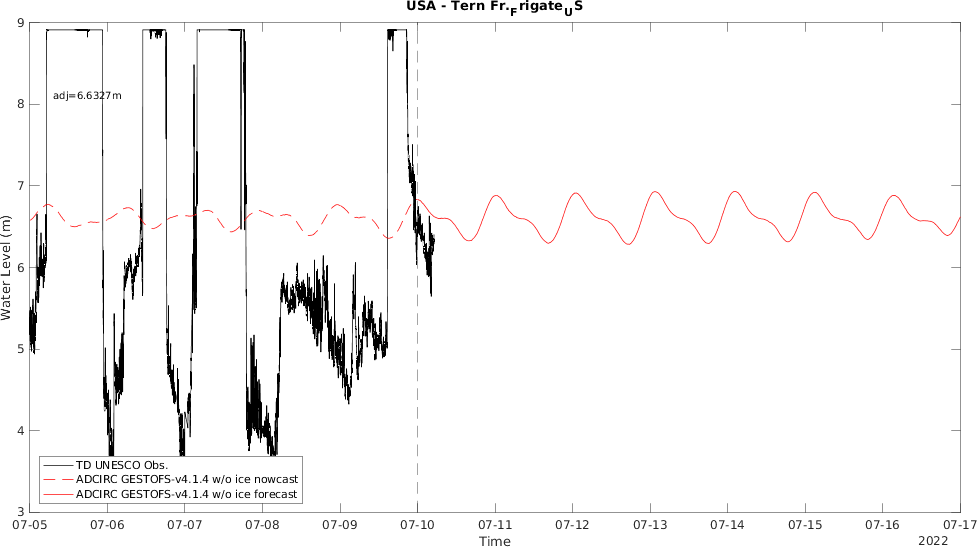 USA - Tern Fr.FrigateUS
9
8
7
6
5
4
3
Water Level (m)
adj=6.6327m
TD UNESCO Obs.
ADCIRC GESTOFS-v4.1.4 w/o ice nowcast
ADCIRC GESTOFS-v4.1.4 w/o ice forecast
07-05 07-06 07-07 07-08 07-09 07-10 07-11 07-12 07-13 07-14 07-15 07-16 07-17
Time
2022